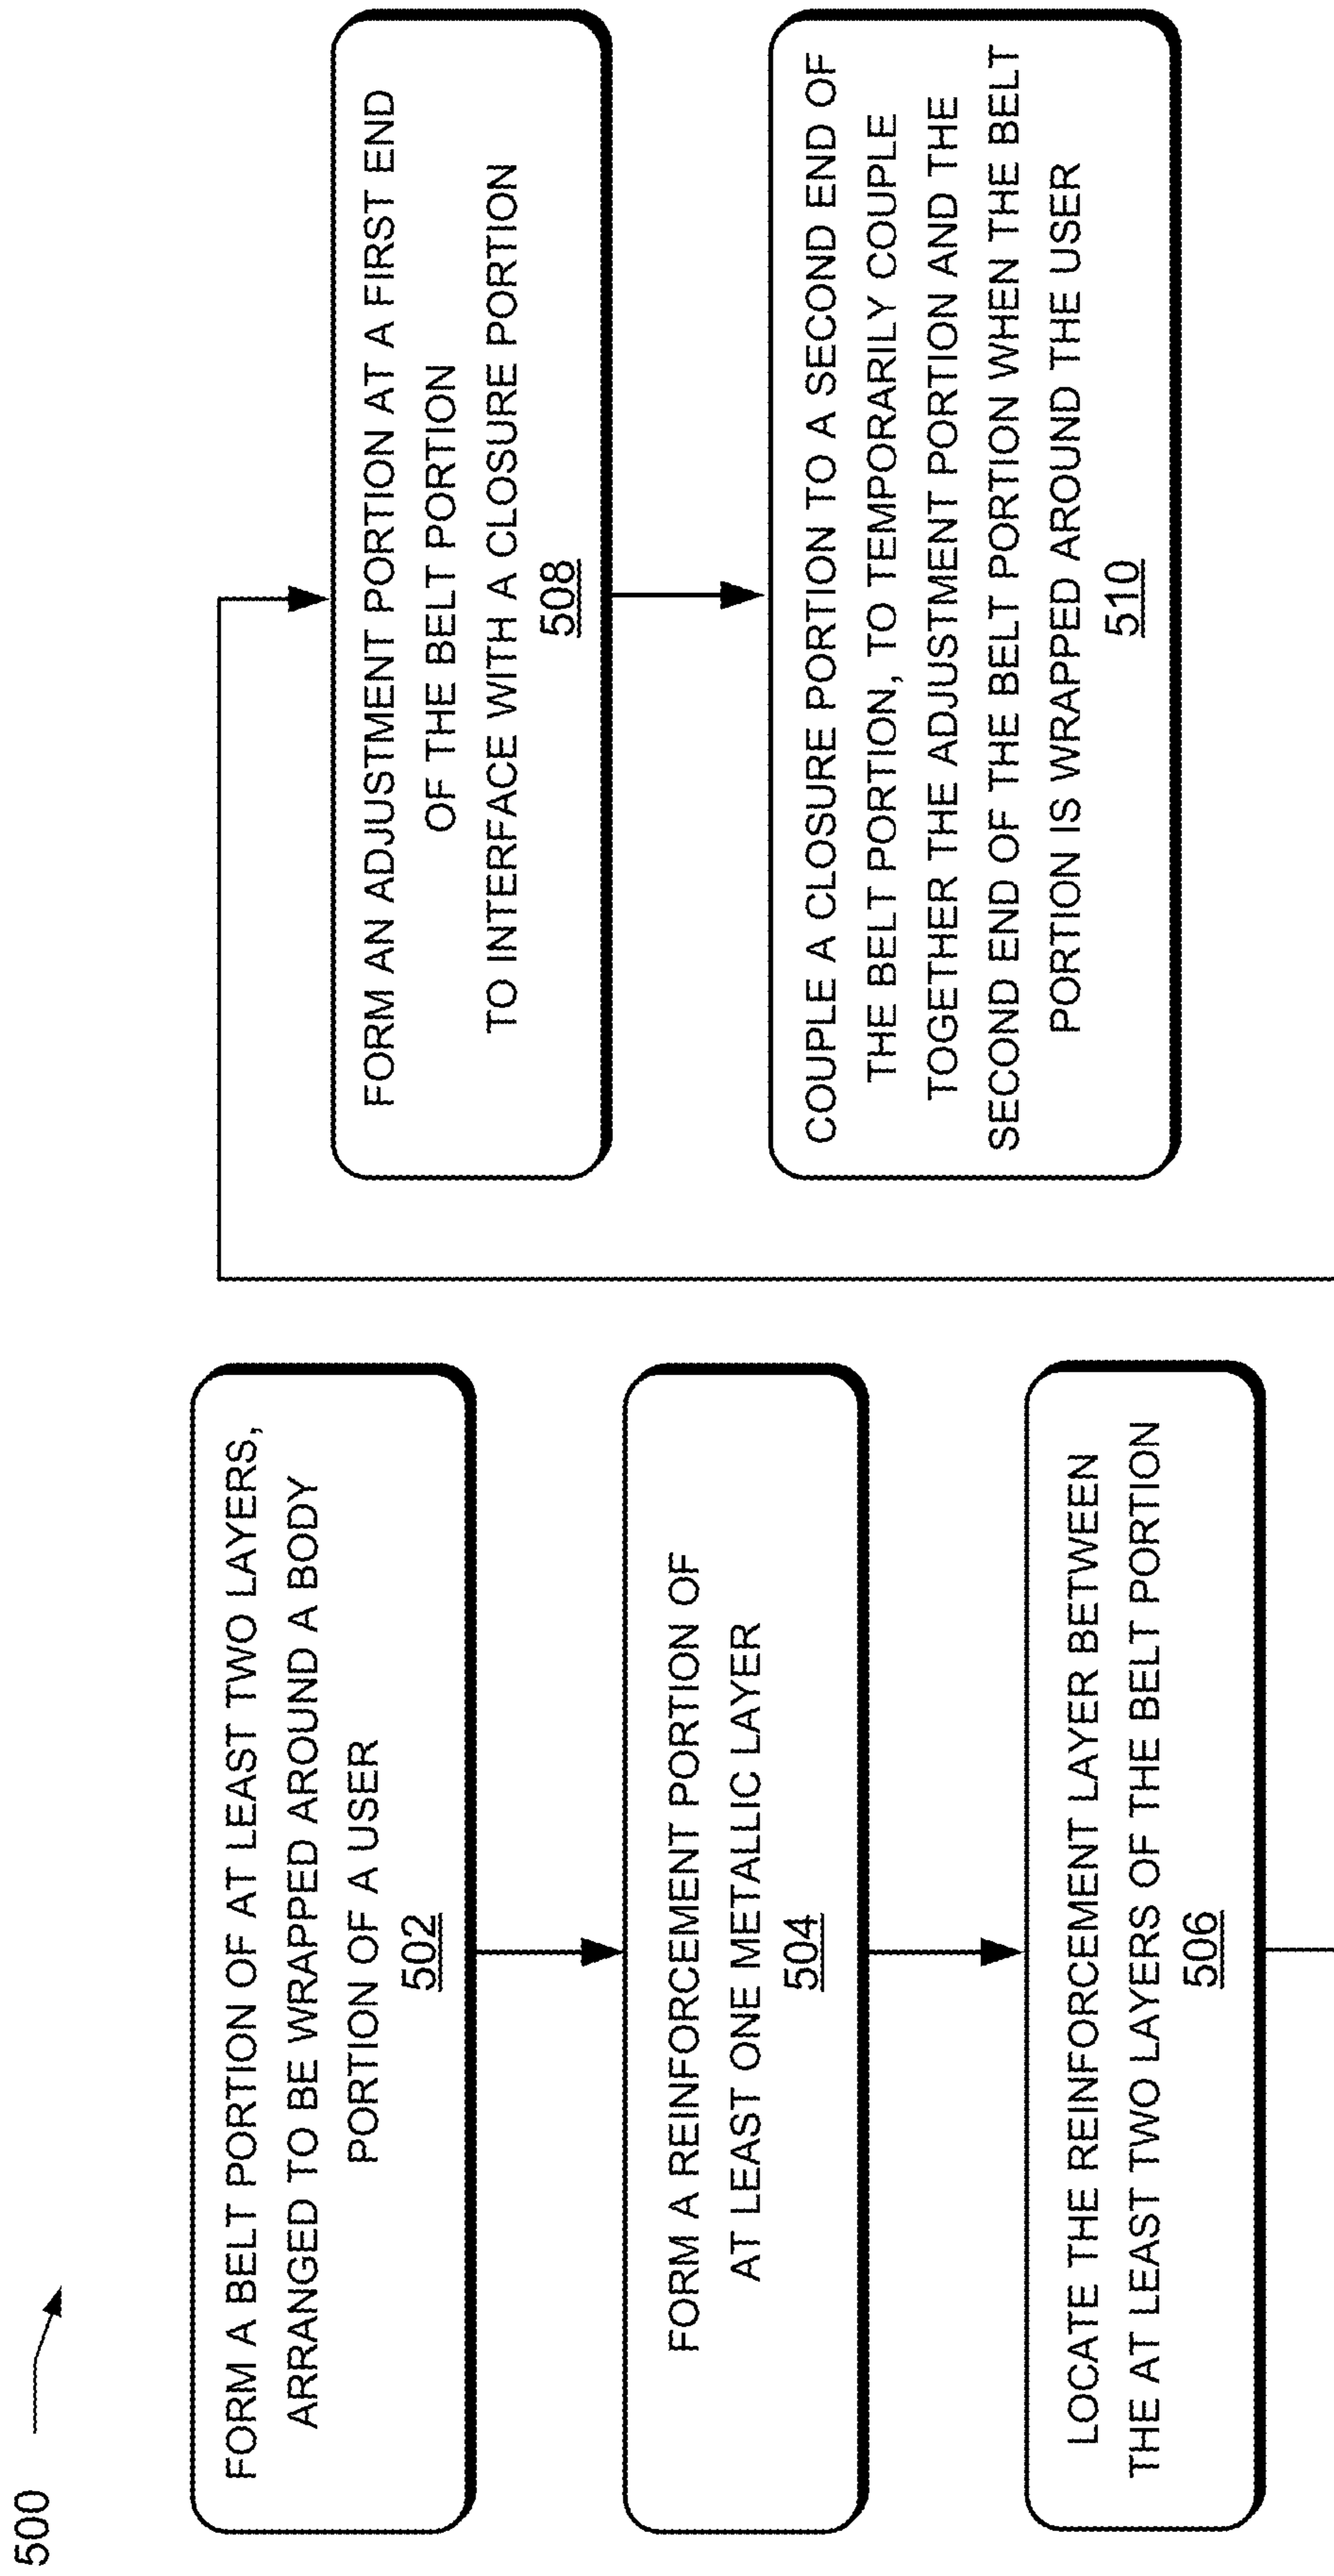 500
FORM A BELT PORTION OF AT LEAST TWO LAYERS,
ARRANGED TO BE WRAPPED AROUND A BODY
PORTION OF A USER
502
FORM A REINFORCEMENT PORTION OF
AT LEAST ONE METALLIC LAYER
504
LOCATE THE REINFORCEMENT LAYER BETWEEN
THE AT LEAST TWO LAYERS OF THE BELT PORTION
506
FORM AN ADJUSTMENT PORTION AT A FIRST END
OF THE BELT PORTION
TO INTERFACE WITH A CLOSURE PORTION
508
COUPLE A CLOSURE PORTION TO A SECOND END OF
THE BELT PORTION, TO TEMPORARILY COUPLE
TOGETHER THE ADJUSTMENT PORTION AND THE
SECOND END OF THE BELT PORTION WHEN THE BELT
PORTION IS WRAPPED AROUND THE USER
510